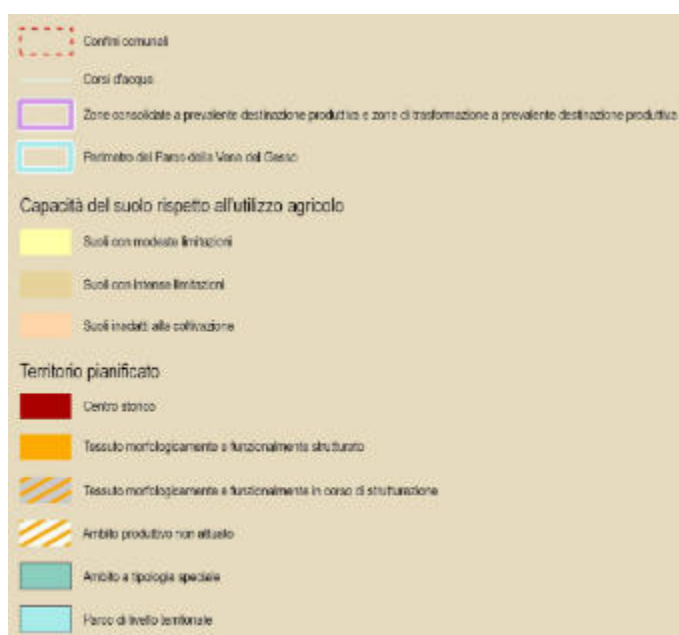 Confini comunali
Corsi d'acqua
Zone consolidate a prevalente destinazione produttiva e zone di trasformazione a prevalente destinazione produttiva
Perimetro del Parco della Vena del Gesso
Capacità del suolo rispetto all'utilizzo agricolo
Suoli con modeste limitazioni
Suoli con intense limitazioni
Suoli inadatti alla coltivazione
Territorio pianificato
Centro storico
Tessuto morfologicamente e funzionalmente strutturato
Tessuto morfologicamente e funzionalmente in corso di strutturazione
Ambito produttivo non attuato
Ambito a tipologia speciale
Parco di livello territoriale